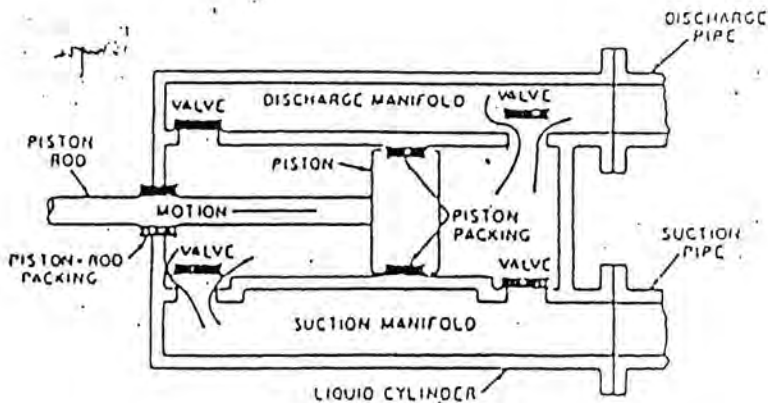 DISCHARGE
PIPE
VALVE
DISCHARGE MANIFOLD
VALVE
PISTON
ROD
PISTON
MOTION
PISTON
PACKING
SUCTION
PIPE
PISTON-ROD
PACKING
VALVE
VALVE
SUCTION MANIFOLD
LIQUID CYLINDER